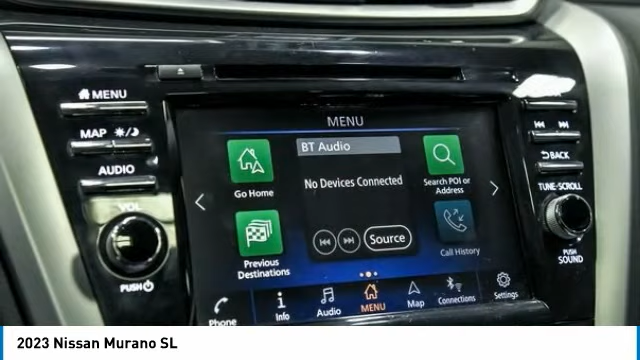 MENU
MAP
AUDIO
VOL
PUSH
MENU
BT Audio
No Devices Connected
Source
Go Home
Previous
Destinations
Search POI or
Address
Call History
Phone
Info
Audio
MENU
Map
Connections
Settings
BACK
TUNE·SCROLL
PUSH
SOUND
2023 Nissan Murano SL